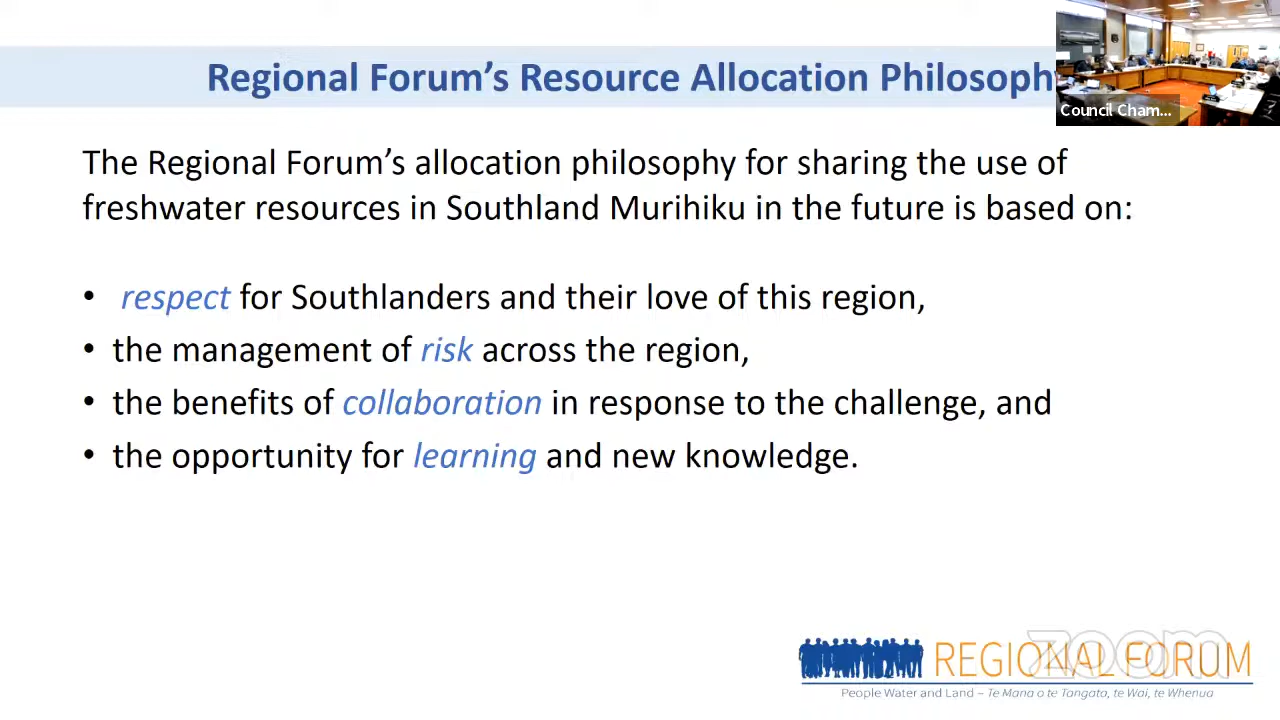 Regional Forum's Resource Allocation Philosoph
Council Cham...
The Regional Forum's allocation philosophy for sharing the use of
freshwater resources in Southland Murihiku in the future is based on:
• respect for Southlanders and their love of this region,
• the management of risk across the region,
• the benefits of collaboration in response to the challenge, and
• the opportunity for learning and new knowledge.
REGIONAL FORUM
zoom
People Water and Land – Te Mana o te Tangata, te Wai, te Whenua